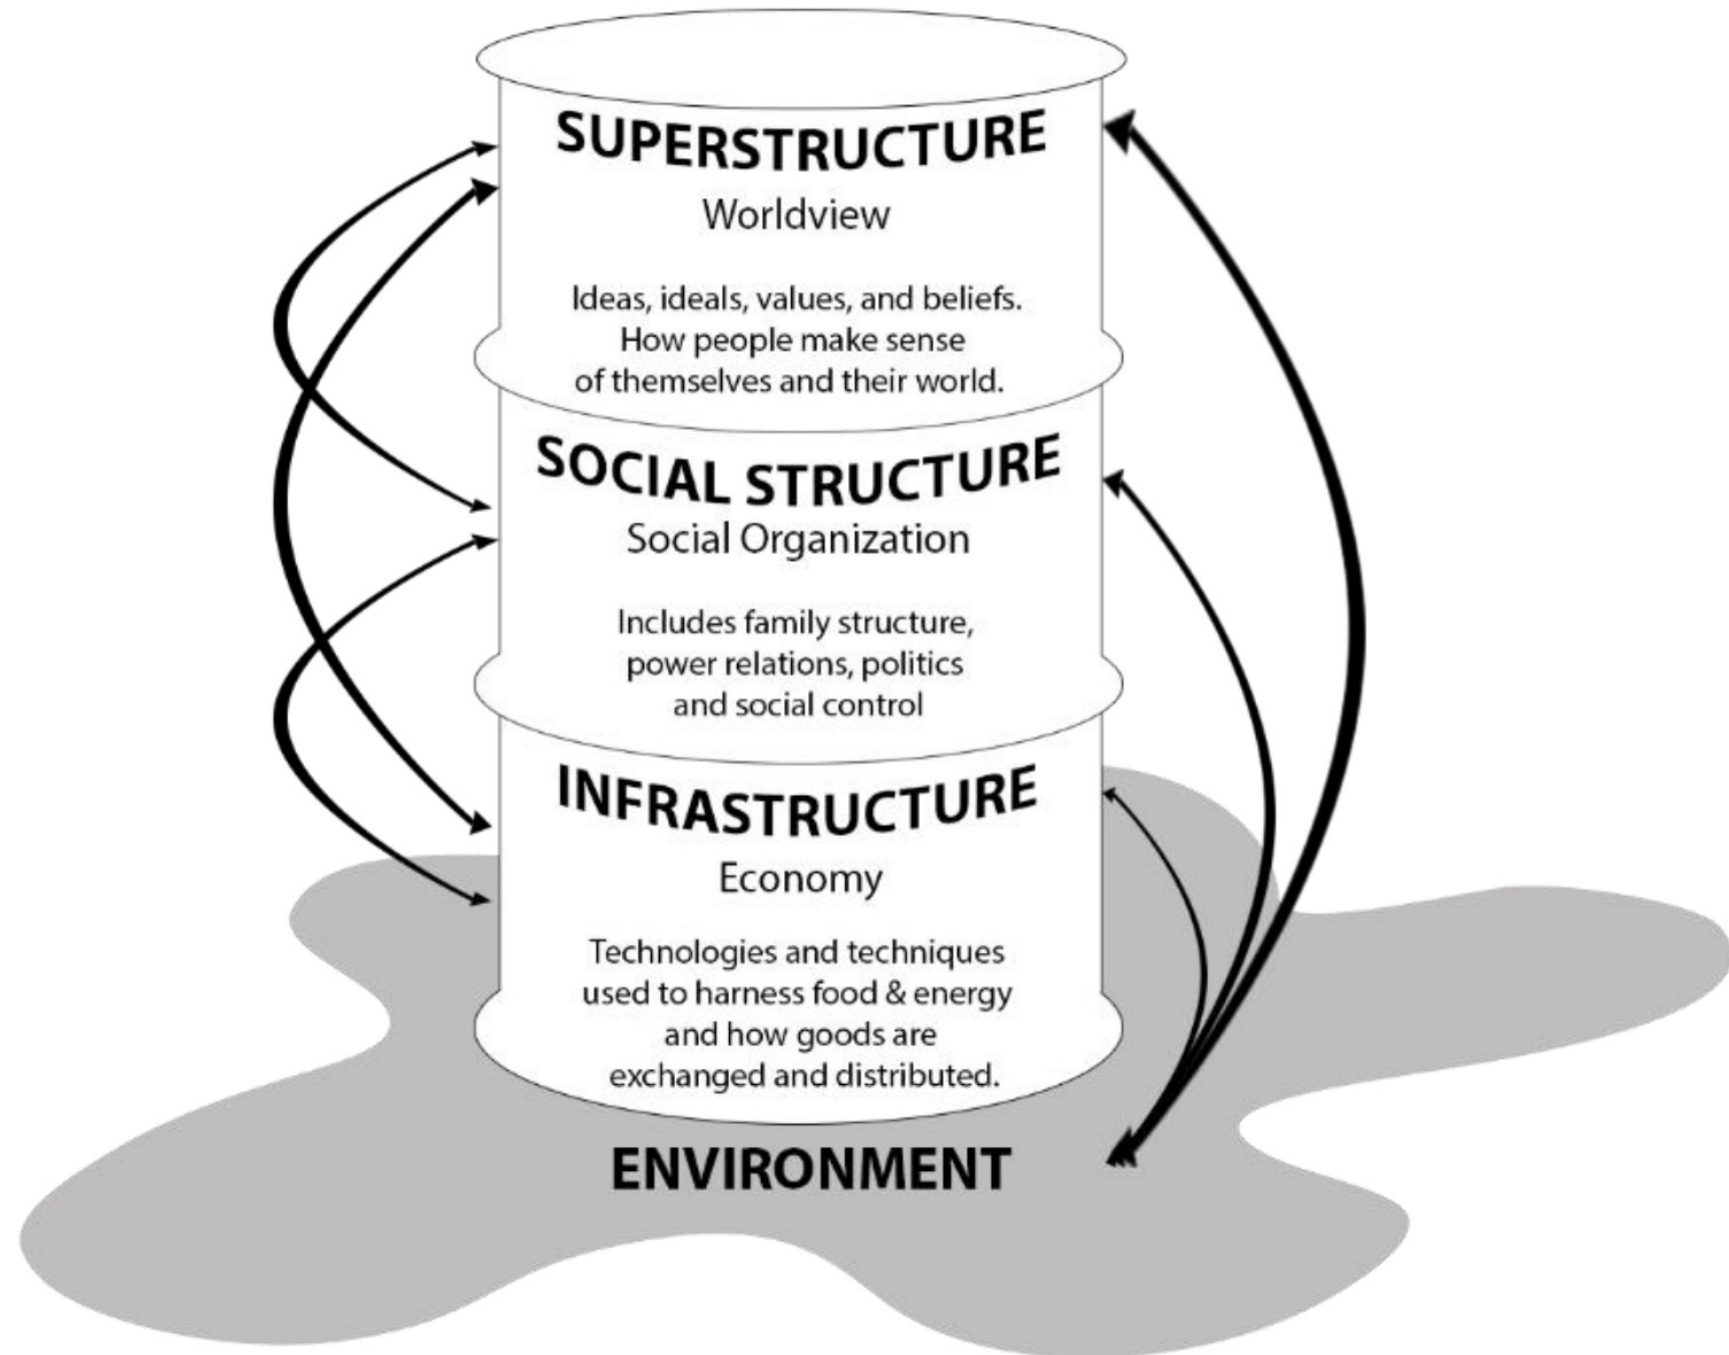 SUPERSTRUCTURE
Worldview
Ideas, ideals, values, and beliefs.
How people make sense
of themselves and their world.
SOCIAL STRUCTURE
Social Organization
Includes family structure,
power relations, politics
and social control
INFRASTRUCTURE
Economy
Technologies and techniques
used to harness food & energy
and how goods are
exchanged and distributed.
ENVIRONMENT